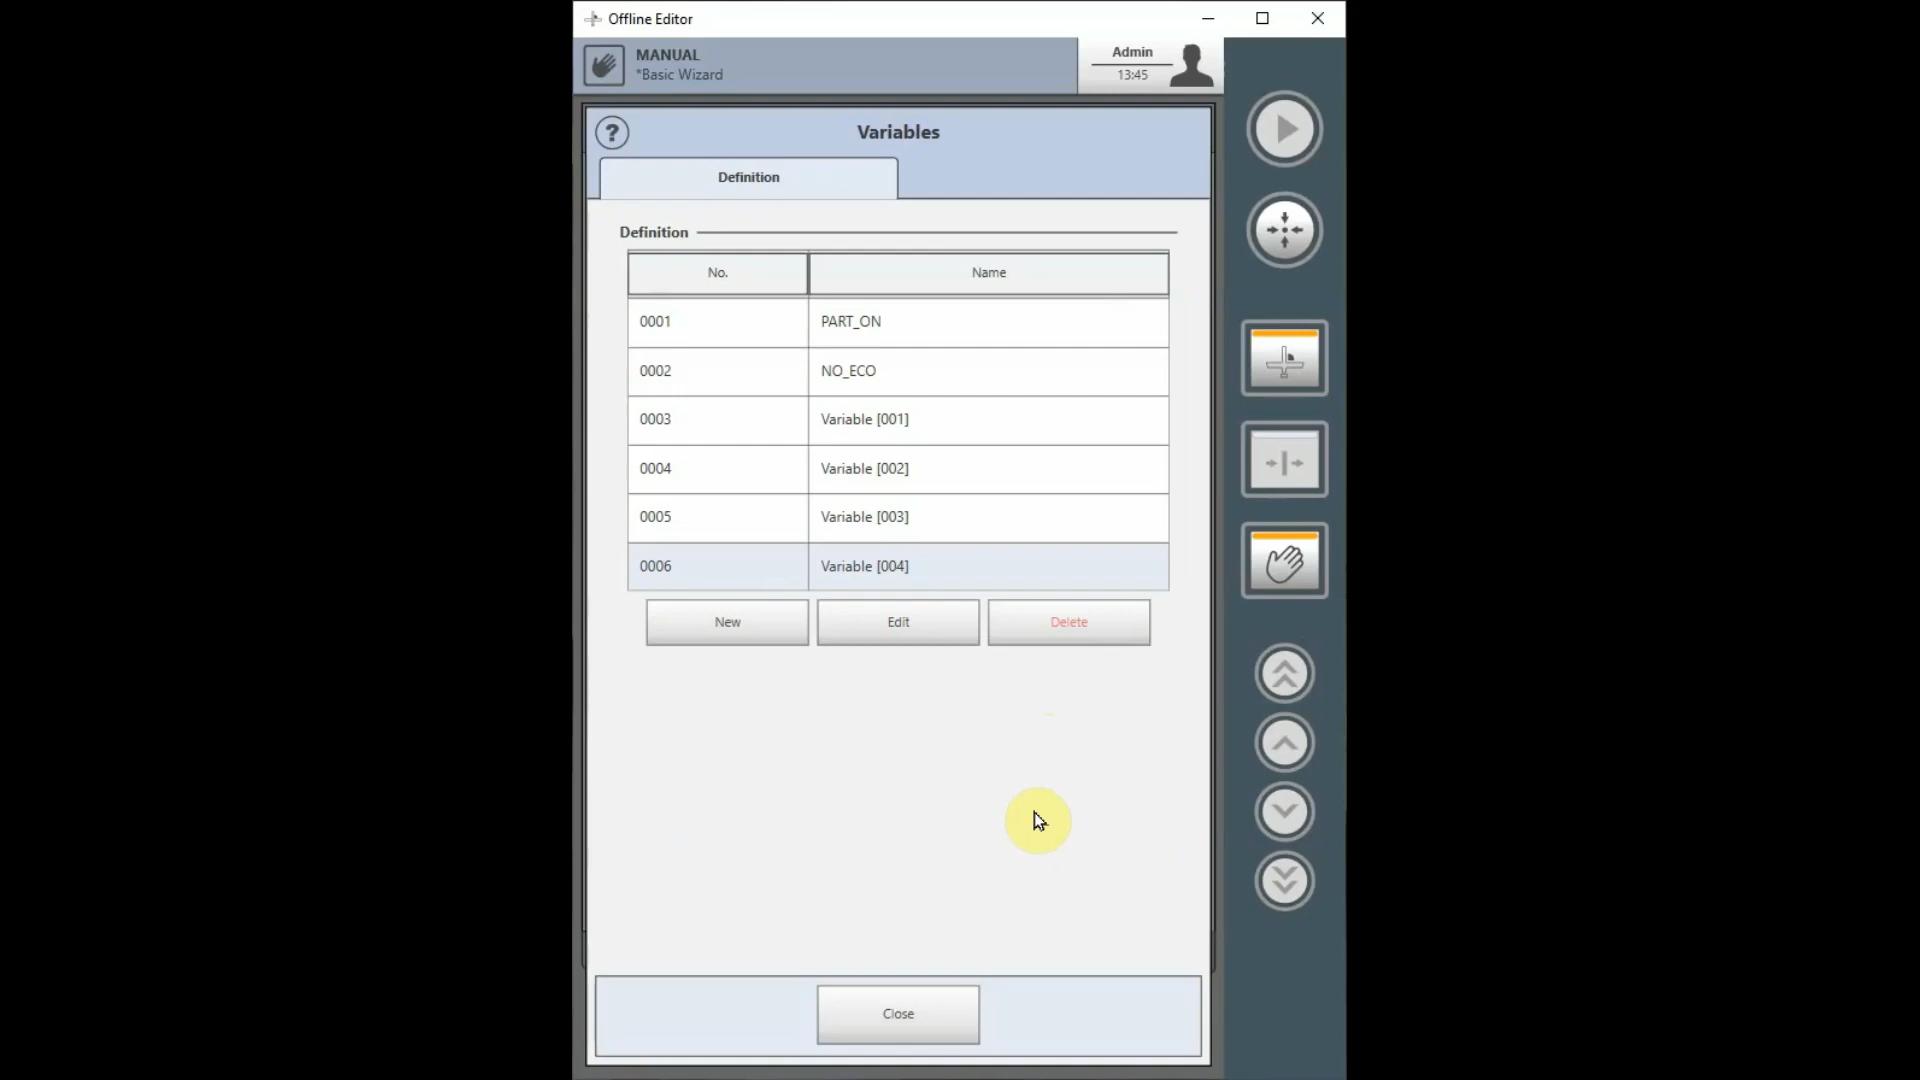 Offline Editor
MANUAL
*Basic Wizard
Admin
13:45
?
Variables
Definition
Definition
No. Name
0001 PART_ON
0002 NO_ECO
0003 Variable [001]
0004 Variable [002]
0005 Variable [003]
0006 Variable [004]
New Edit Delete
Close